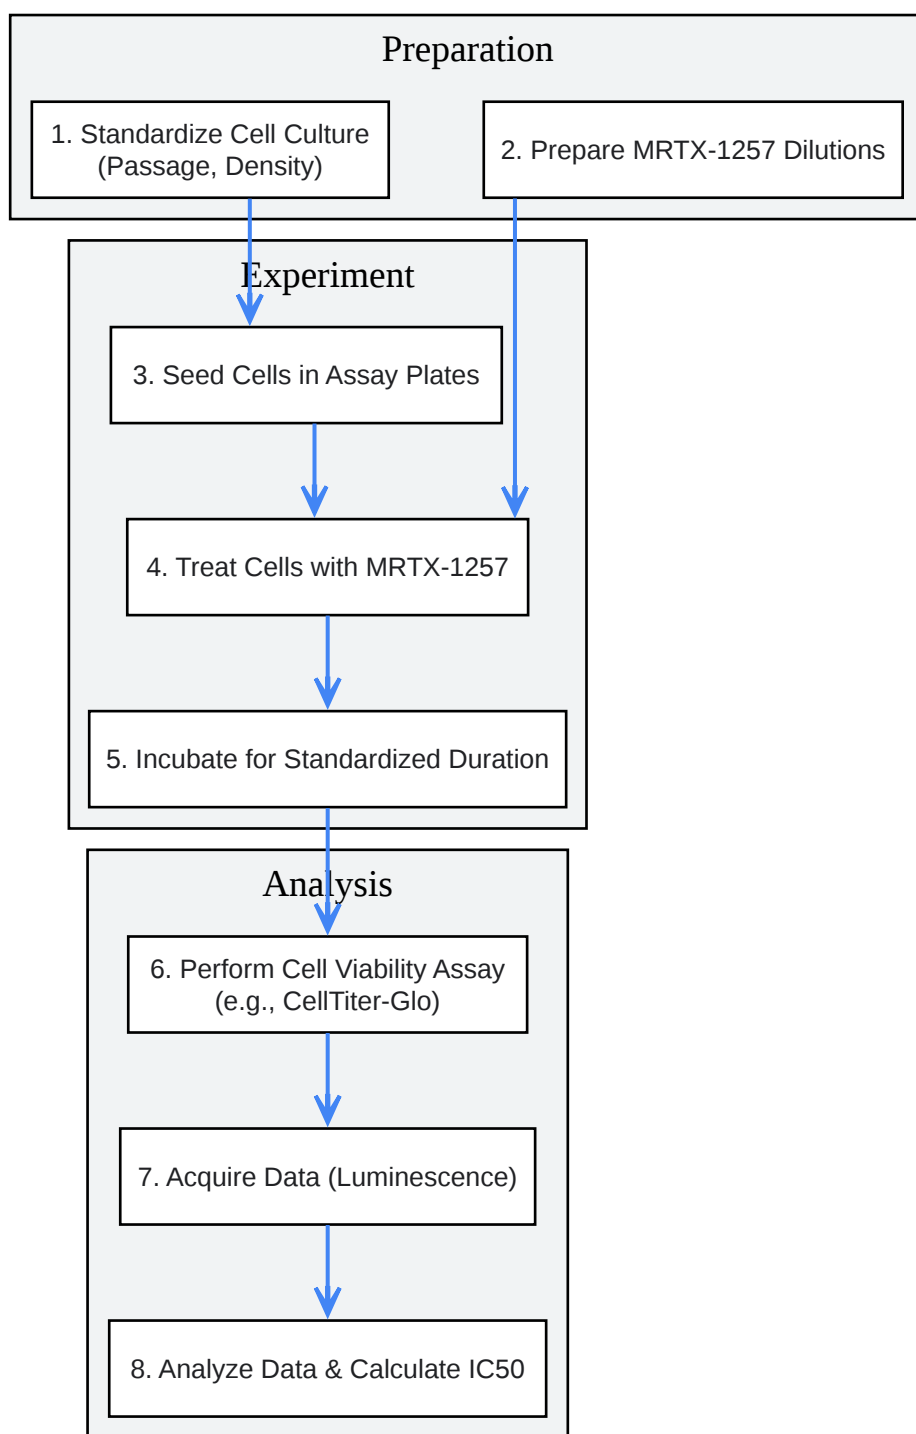 Preparation
1. Standardize Cell Culture
(Passage, Density)
2. Prepare MRTX-1257 Dilutions
Experiment
3. Seed Cells in Assay Plates
4. Treat Cells with MRTX-1257
5. Incubate for Standardized Duration
Analysis
6. Perform Cell Viability Assay
(e.g., CellTiter-Glo)
7. Acquire Data (Luminescence)
8. Analyze Data & Calculate IC50